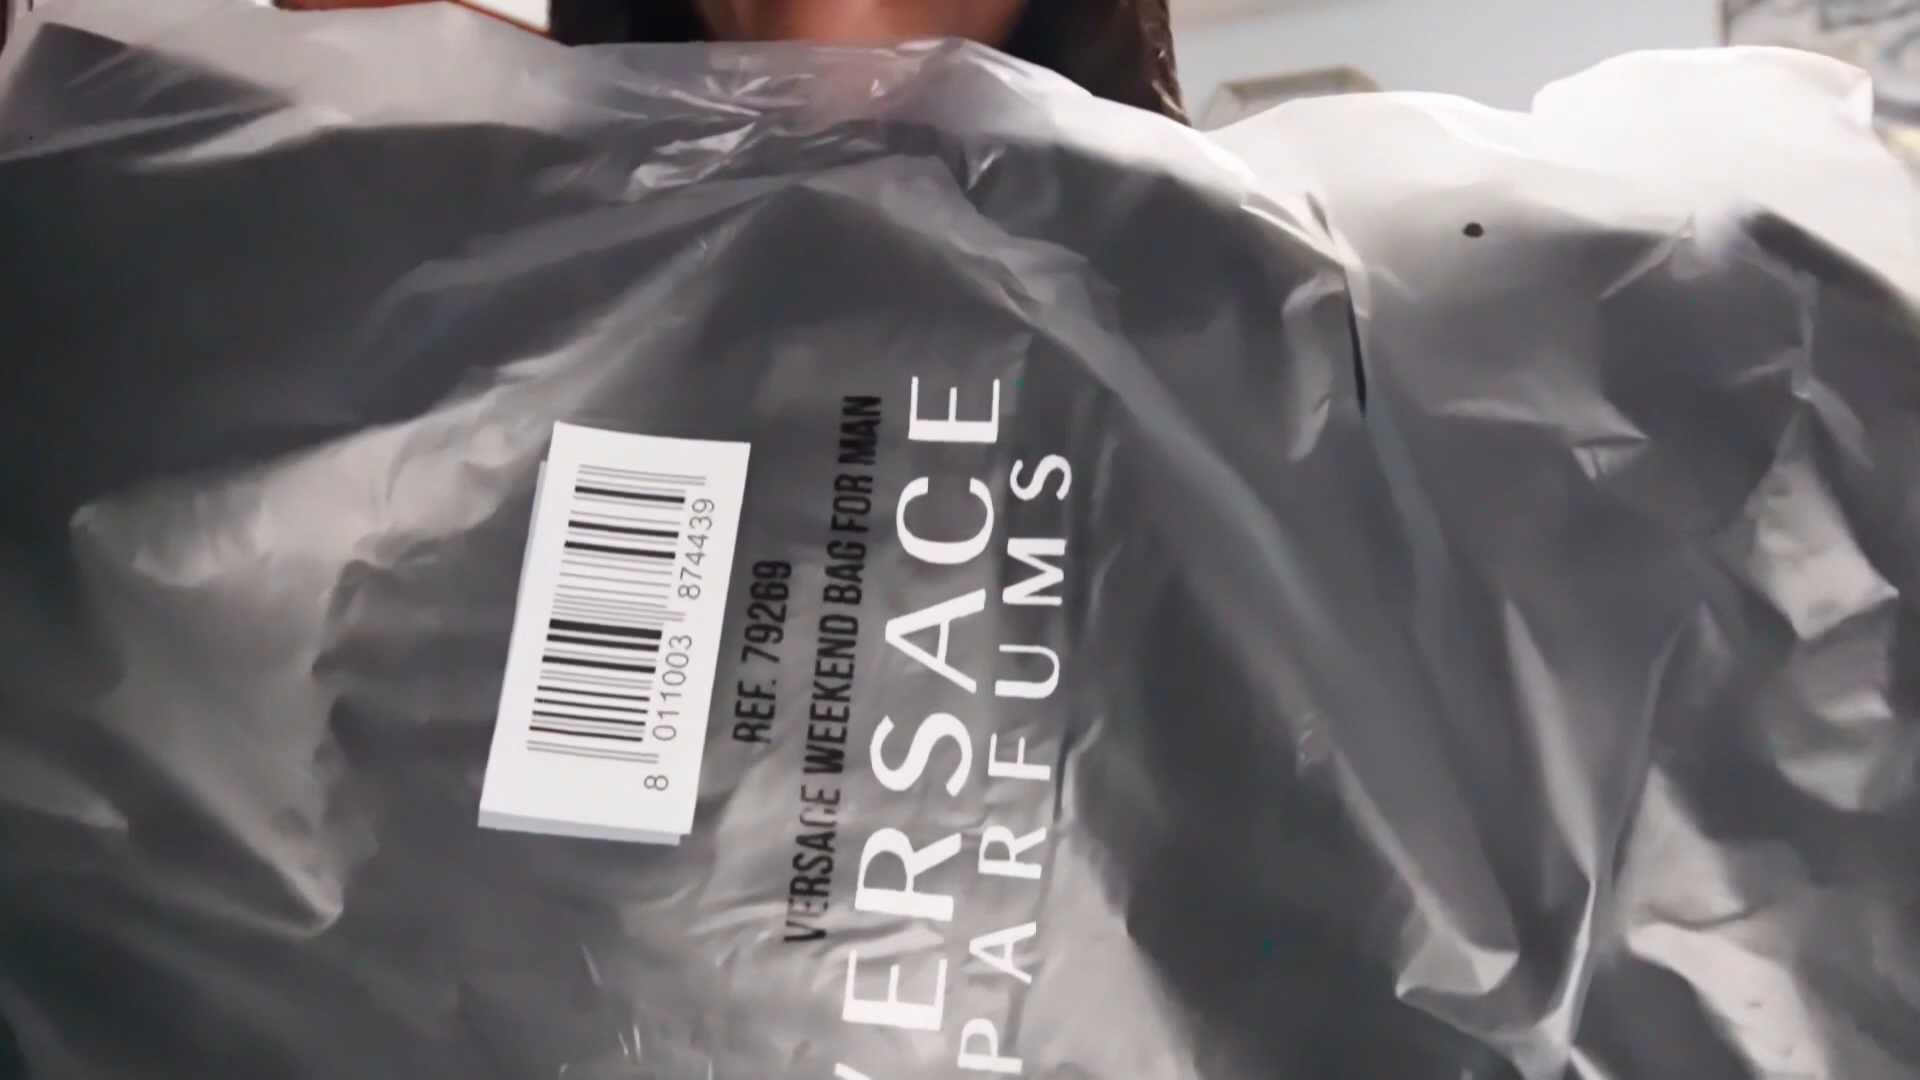 8 011003 874439
REF. 79269
VERSACE WEEKEND BAG FOR MAN
VERSACE
PARFUMS